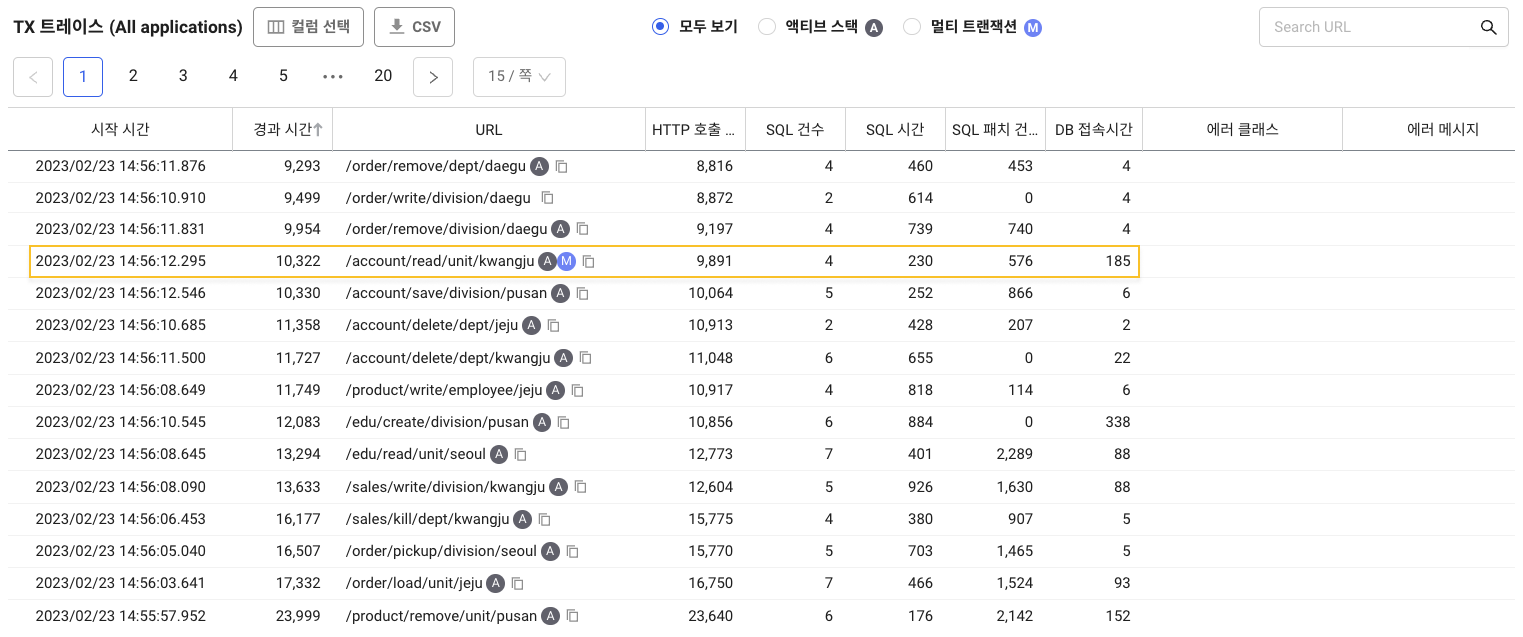 TX 트레이스 (All applications) 컬럼 선택 CSV 모두 보기 액티브 스택 A 멀티 트랜잭션 M Search URL
1 2 3 4 5 ••• 20 15 / 쪽
시작 시간 경과 시간↑ URL HTTP 호출 ... SQL 건수 SQL 시간 SQL 패치 건... DB 접속시간 에러 클래스 에러 메시지
2023/02/23 14:56:11.876 9,293 /order/remove/dept/daegu A 8,816 4 460 453 4
2023/02/23 14:56:10.910 9,499 /order/write/division/daegu 8,872 2 614 0 4
2023/02/23 14:56:11.831 9,954 /order/remove/division/daegu A 9,197 4 739 740 4
2023/02/23 14:56:12.295 10,322 /account/read/unit/kwangju A M 9,891 4 230 576 185
2023/02/23 14:56:12.546 10,330 /account/save/division/pusan A 10,064 5 252 866 6
2023/02/23 14:56:10.685 11,358 /account/delete/dept/jeju A 10,913 2 428 207 2
2023/02/23 14:56:11.500 11,727 /account/delete/dept/kwangju A 11,048 6 655 0 22
2023/02/23 14:56:08.649 11,749 /product/write/employee/jeju A 10,917 4 818 114 6
2023/02/23 14:56:10.545 12,083 /edu/create/division/pusan A 10,856 6 884 0 338
2023/02/23 14:56:08.645 13,294 /edu/read/unit/seoul A 12,773 7 401 2,289 88
2023/02/23 14:56:08.090 13,633 /sales/write/division/kwangju A 12,604 5 926 1,630 88
2023/02/23 14:56:06.453 16,177 /sales/kill/dept/kwangju A 15,775 4 380 907 5
2023/02/23 14:56:05.040 16,507 /order/pickup/division/seoul A 15,770 5 703 1,465 5
2023/02/23 14:56:03.641 17,332 /order/load/unit/jeju A 16,750 7 466 1,524 93
2023/02/23 14:55:57.952 23,999 /product/remove/unit/pusan A 23,640 6 176 2,142 152